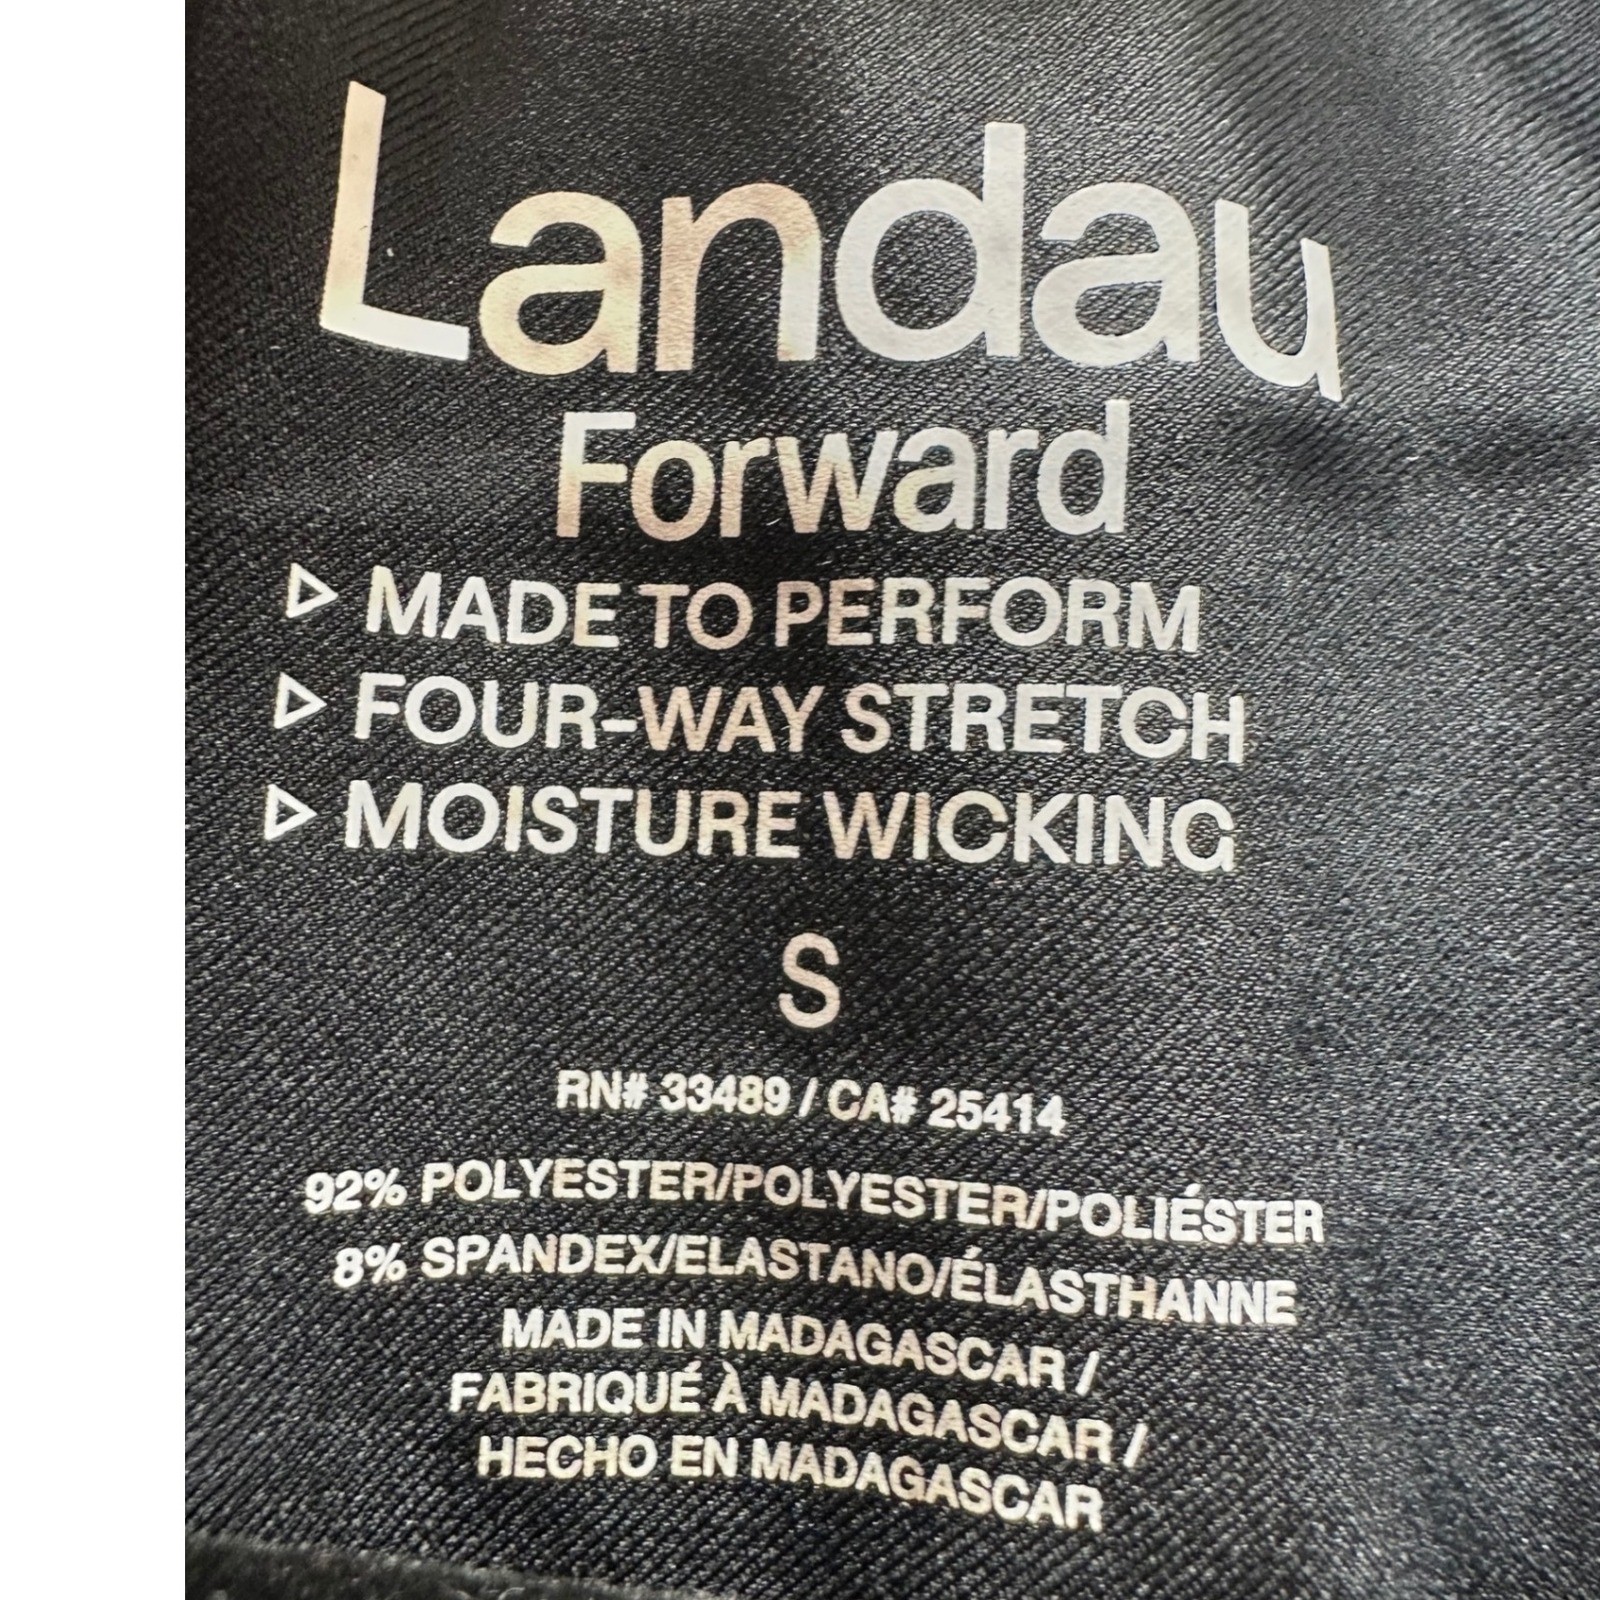 Landau
Forward
▷ MADE TO PERFORM
▷ FOUR-WAY STRETCH
▷ MOISTURE WICKING
S
RN# 33489 / CA# 25414
92% POLYESTER/POLYESTER/POLIÉSTER
8% SPANDEX/ELASTANO/ÉLASTHANNE
MADE IN MADAGASCAR /
FABRIQUÉ À MADAGASCAR /
HECHO EN MADAGASCAR